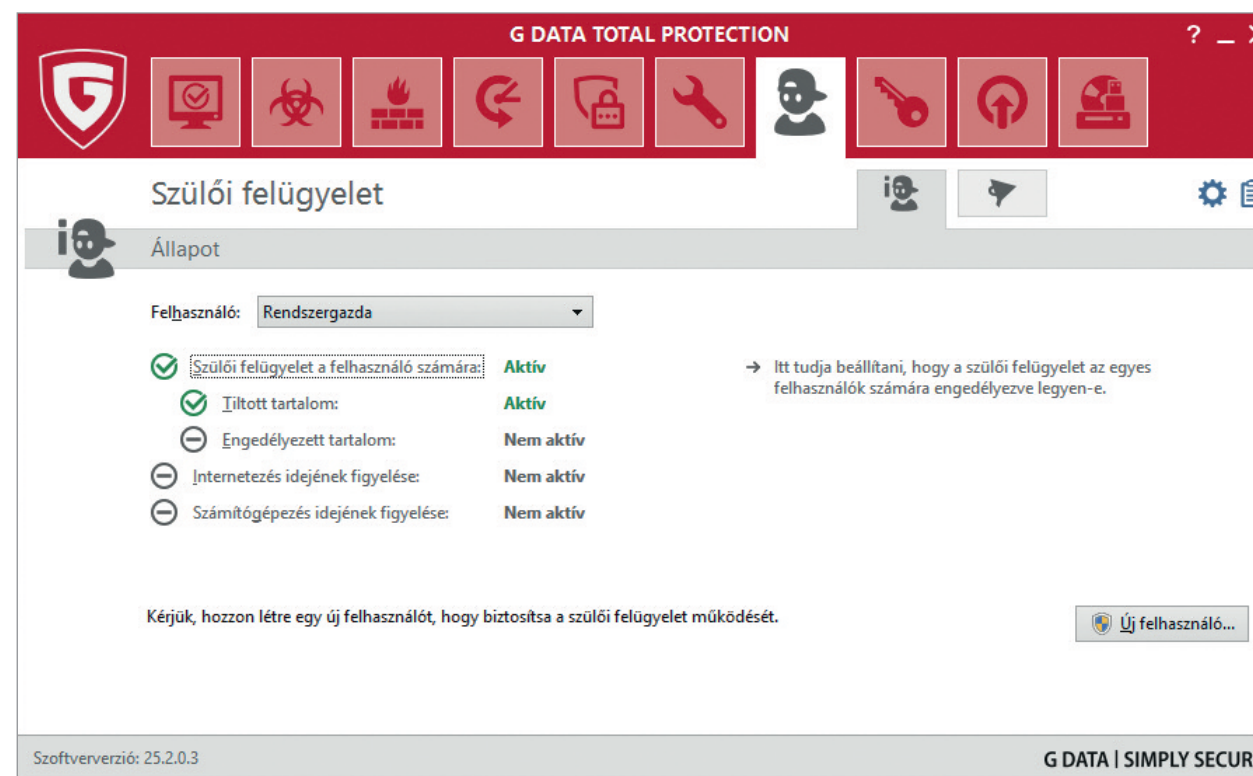 G DATA TOTAL PROTECTION
Szülői felügyelet
Állapot
Felhasználó: Rendszergazda
Szülői felügyelet a felhasználó számára: Aktív
Itt tudja beállítani, hogy a szülői felügyelet az egyes
felhasználók számára engedélyezve legyen-e.
Tiltott tartalom: Aktív
Engedélyezett tartalom: Nem aktív
Internetezés idejének figyelése: Nem aktív
Számítógépezés idejének figyelése: Nem aktív
Kérjük, hozzon létre egy új felhasználót, hogy biztosítsa a szülői felügyelet működését.
Új felhasználó...
Szoftververzió: 25.2.0.3
G DATA | SIMPLY SECUR